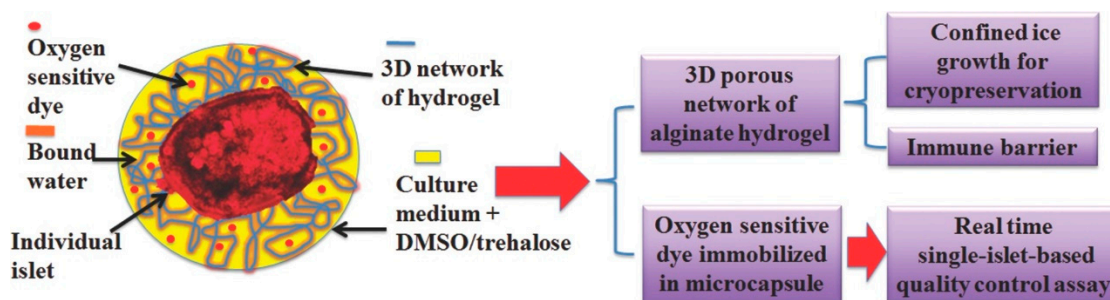 Oxygen
sensitive
dye
Bound
water
Individual
islet
3D network
of hydrogel
Culture
medium +
DMSO/trehalose
3D porous
network of
alginate hydrogel
Confined ice
growth for
cryopreservation
Immune barrier
Oxygen sensitive
dye immobilized
in microcapsule
Real time
single-islet-based
quality control assay